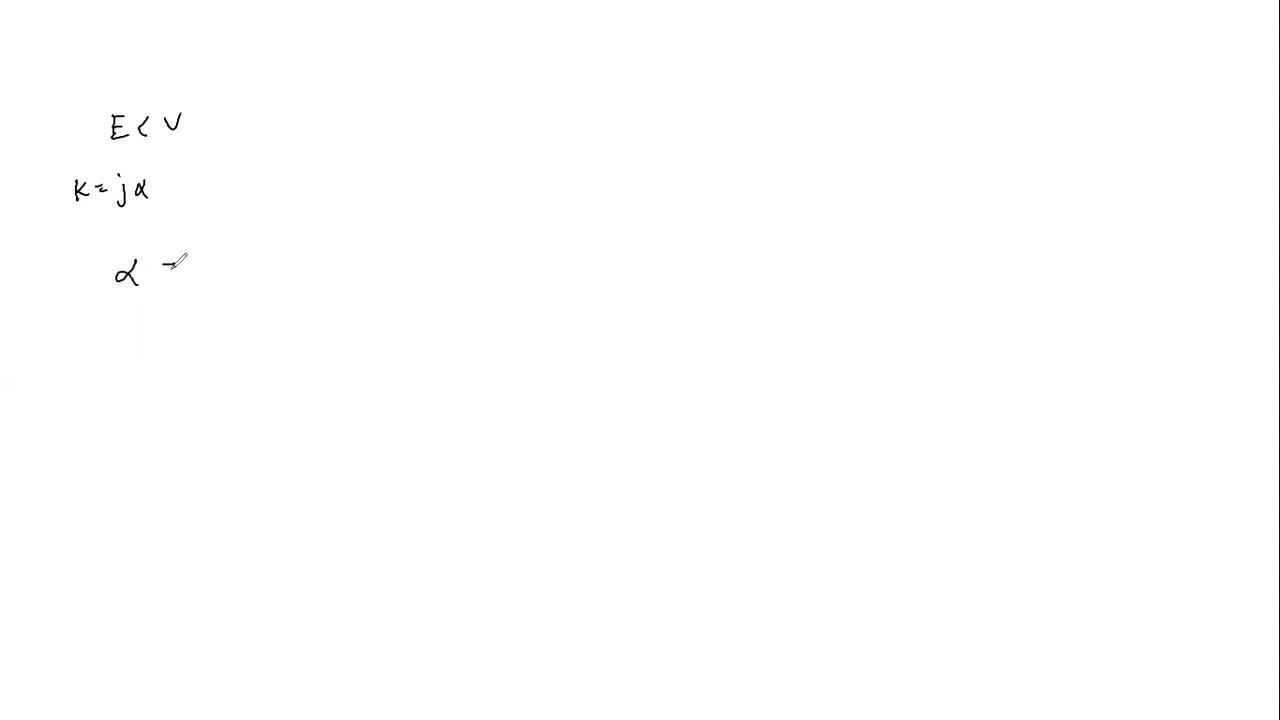 E < V
K = jα
α =